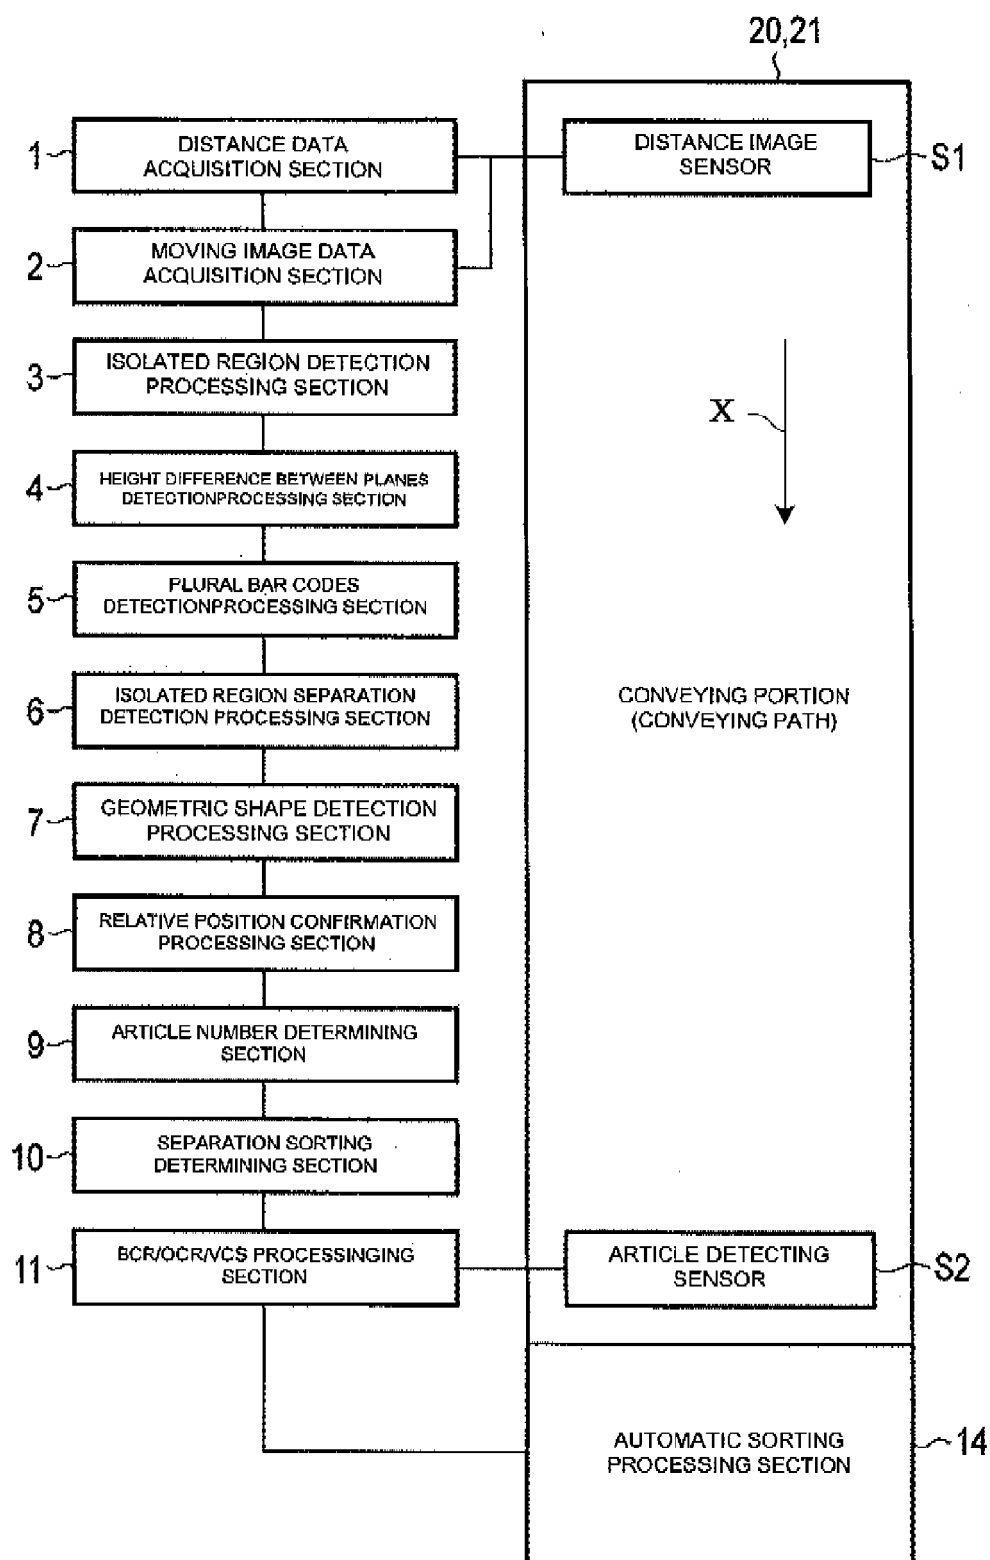 20,21
1
DISTANCE DATA
ACQUISITION SECTION
DISTANCE IMAGE
SENSOR
S1
2
MOVING IMAGE DATA
ACQUISITION SECTION
3
ISOLATED REGION DETECTION
PROCESSING SECTION
X
4
HEIGHT DIFFERENCE BETWEEN PLANES
DETECTIONPROCESSING SECTION
5
PLURAL BAR CODES
DETECTIONPROCESSING SECTION
6
ISOLATED REGION SEPARATION
DETECTION PROCESSING SECTION
CONVEYING PORTION
(CONVEYING PATH)
7
GEOMETRIC SHAPE DETECTION
PROCESSING SECTION
8
RELATIVE POSITION CONFIRMATION
PROCESSING SECTION
9
ARTICLE NUMBER DETERMINING
SECTION
10
SEPARATION SORTING
DETERMINING SECTION
11
BCR/OCR/VCS PROCESSINGING
SECTION
ARTICLE DETECTING
SENSOR
S2
AUTOMATIC SORTING
PROCESSING SECTION
14